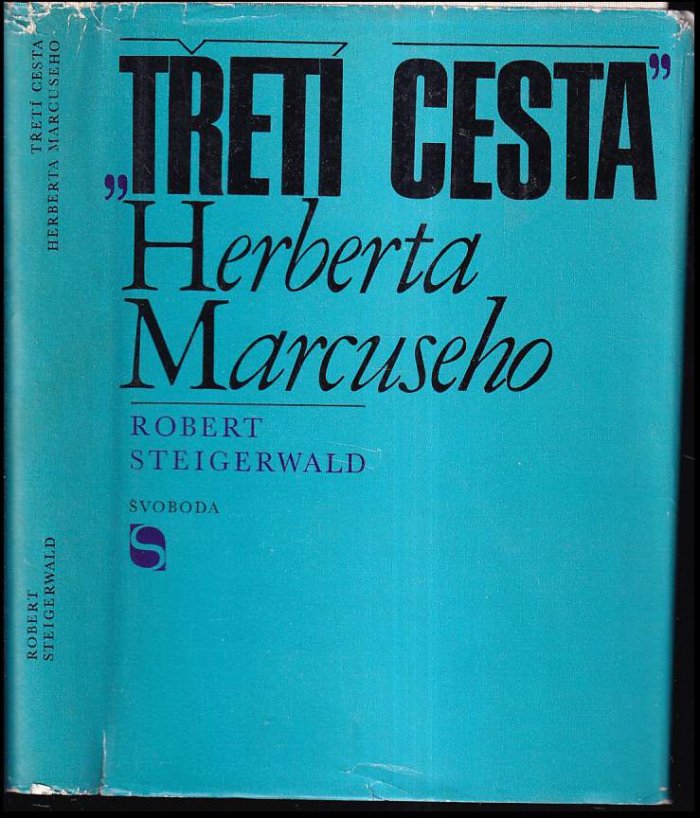 „TŘETÍ CESTA”
Herberta
Marcuseho
ROBERT
STEIGERWALD
SVOBODA
S
TŘETÍ CESTA
HERBERTA MARCUSEHO
ROBERT
STEIGERWALD